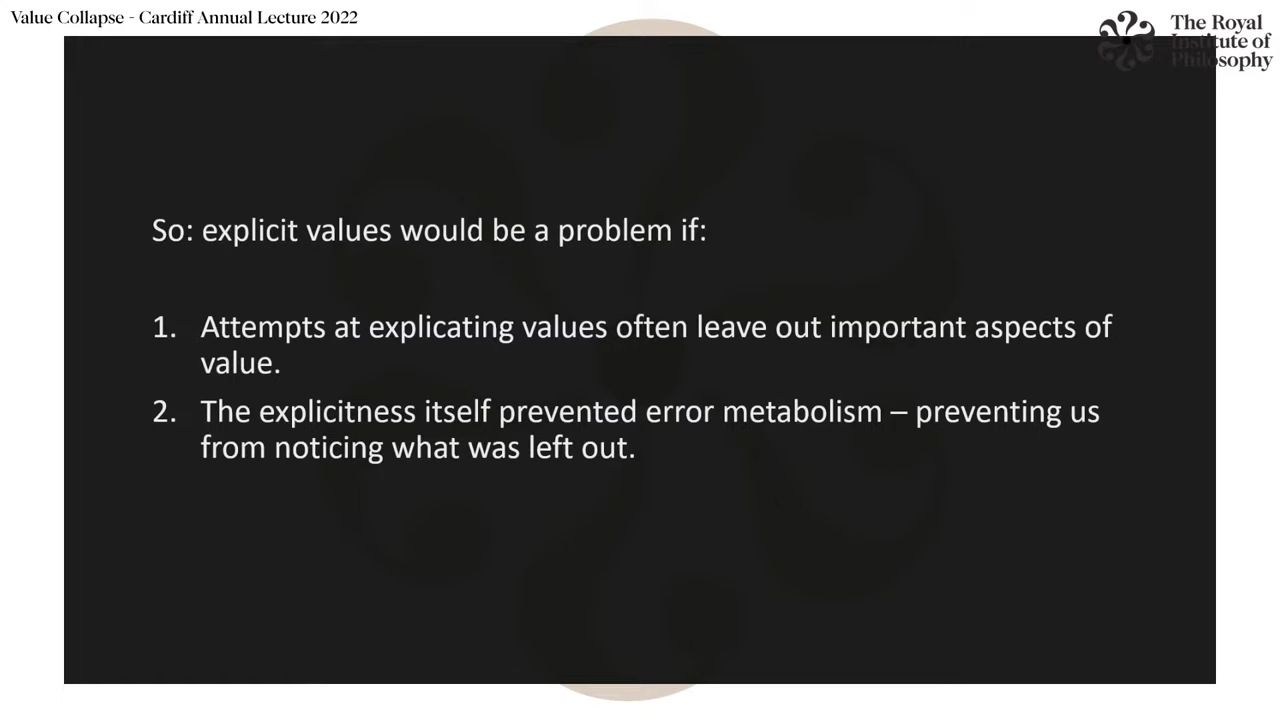 Value Collapse - Cardiff Annual Lecture 2022
The Royal
Institute of
Philosophy
So: explicit values would be a problem if:
1. Attempts at explicating values often leave out important aspects of
value.
2. The explicitness itself prevented error metabolism – preventing us
from noticing what was left out.